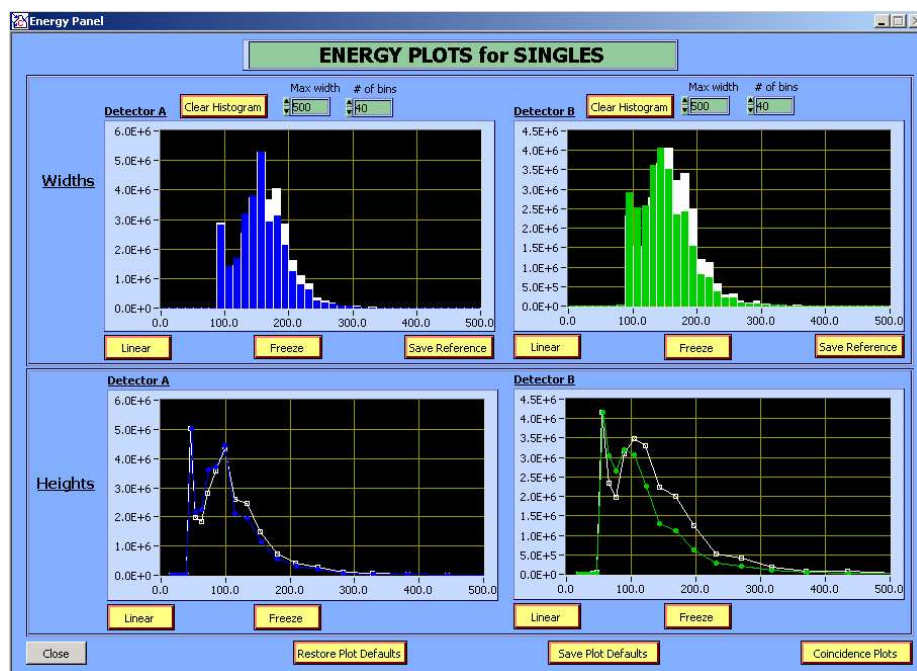 Energy Panel
ENERGY PLOTS for SINGLES
Max width # of bins
Detector A Clear Histogram 500 40
6.0E+6
5.0E+6
4.0E+6
3.0E+6
2.0E+6
1.0E+6
0.0E+0
0.0 100.0 200.0 300.0 400.0 500.0
Linear Freeze Save Reference
Max width # of bins
Detector B Clear Histogram 500 40
4.5E+6
4.0E+6
3.5E+6
3.0E+6
2.5E+6
2.0E+6
1.5E+6
1.0E+6
5.0E+5
0.0E+0
0.0 100.0 200.0 300.0 400.0 500.0
Linear Freeze Save Reference
Widths
Heights
Detector A
6.0E+6
5.0E+6
4.0E+6
3.0E+6
2.0E+6
1.0E+6
0.0E+0
0.0 100.0 200.0 300.0 400.0 500.0
Linear Freeze
Detector B
4.5E+6
4.0E+6
3.5E+6
3.0E+6
2.5E+6
2.0E+6
1.5E+6
1.0E+6
5.0E+5
0.0E+0
0.0 100.0 200.0 300.0 400.0 500.0
Linear Freeze
Close Restore Plot Defaults Save Plot Defaults Coincidence Plots